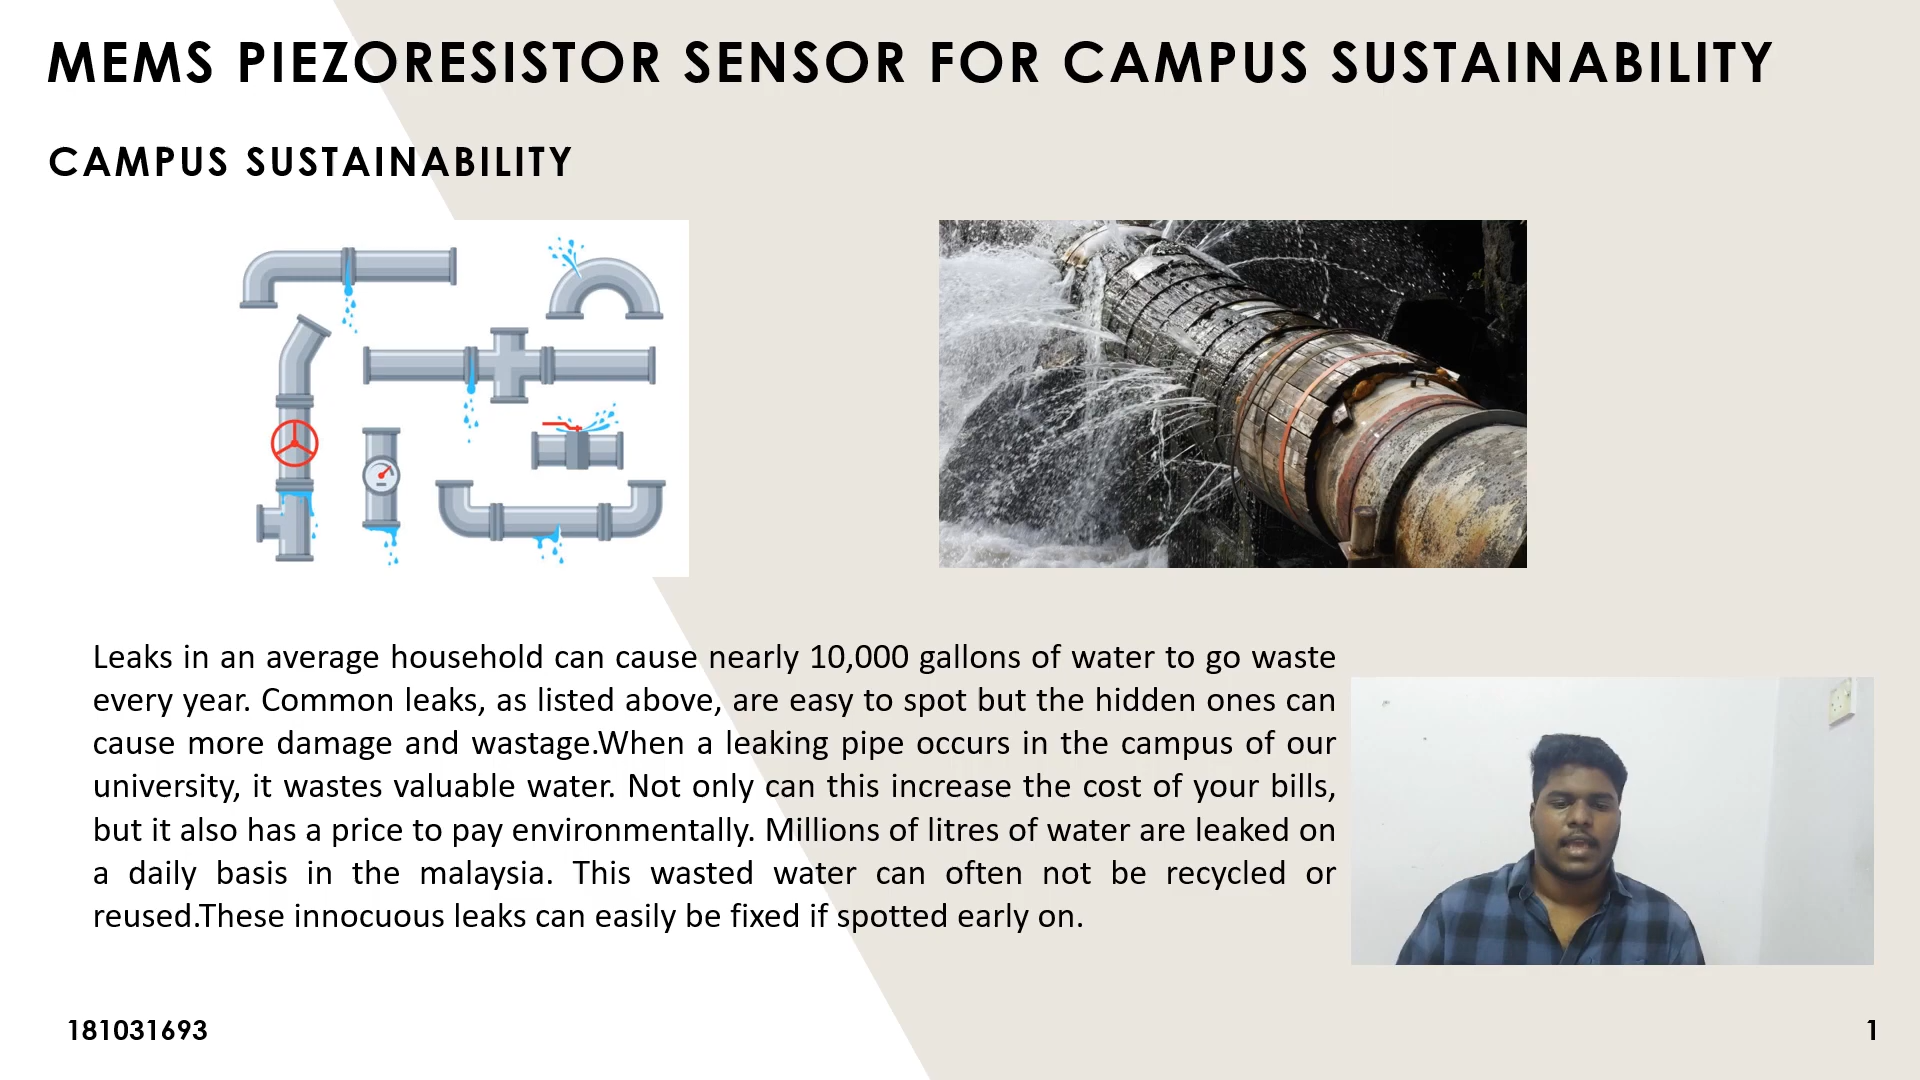 MEMS PIEZORESISTOR SENSOR FOR CAMPUS SUSTAINABILITY
CAMPUS SUSTAINABILITY
Leaks in an average household can cause nearly 10,000 gallons of water to go waste
every year. Common leaks, as listed above, are easy to spot but the hidden ones can
cause more damage and wastage.When a leaking pipe occurs in the campus of our
university, it wastes valuable water. Not only can this increase the cost of your bills,
but it also has a price to pay environmentally. Millions of litres of water are leaked on
a daily basis in the malaysia. This wasted water can often not be recycled or
reused.These innocuous leaks can easily be fixed if spotted early on.
181031693
1